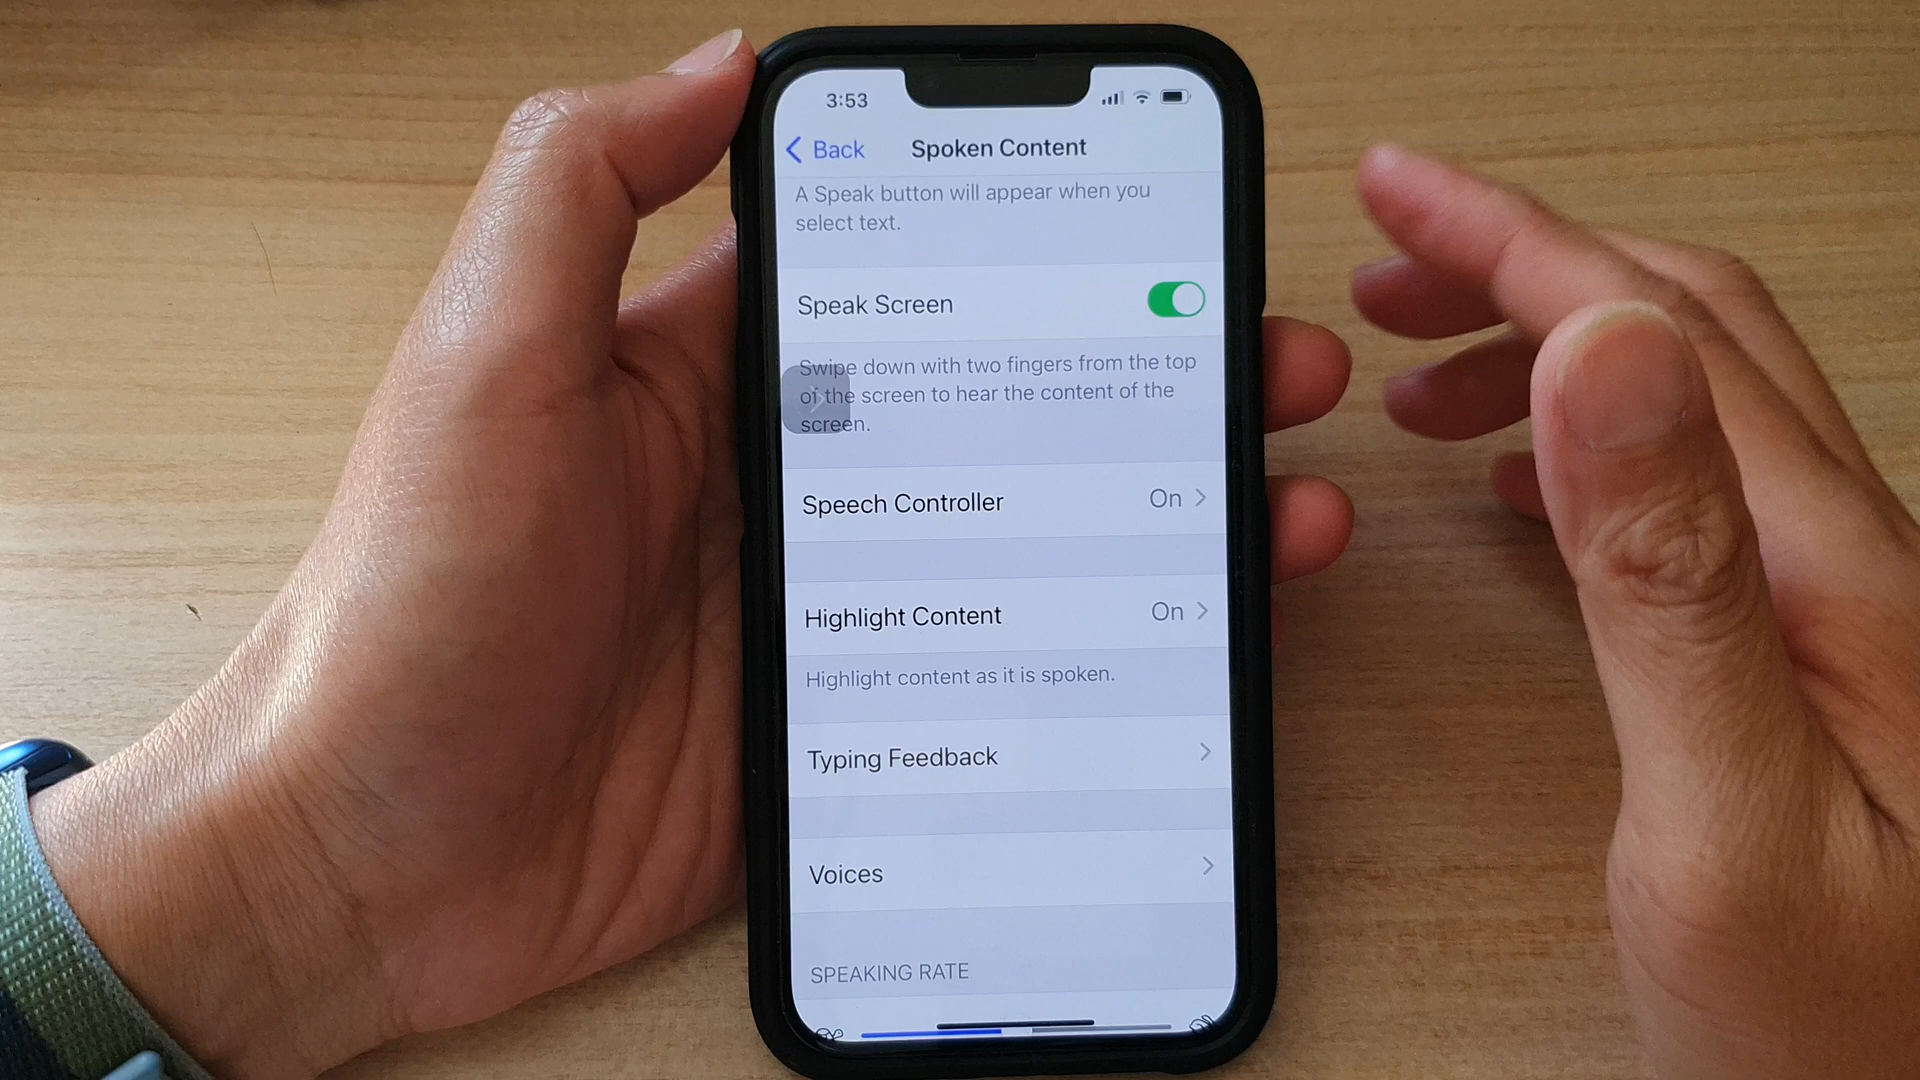 3:53
Back
Spoken Content
A Speak button will appear when you
select text.
Speak Screen
Swipe down with two fingers from the top
of the screen to hear the content of the
screen.
Speech Controller
On
Highlight Content
On
Highlight content as it is spoken.
Typing Feedback
Voices
SPEAKING RATE